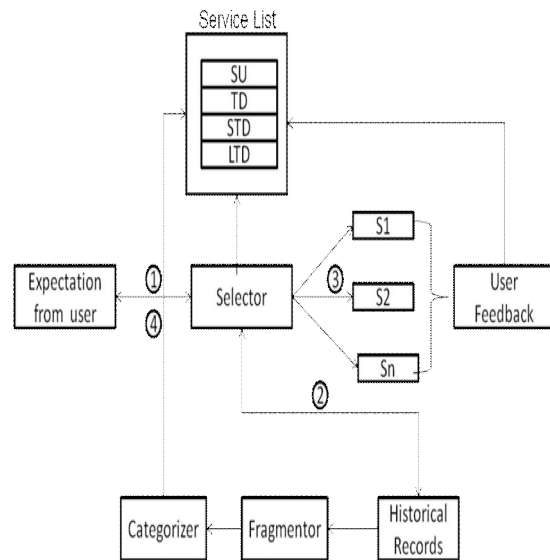 Service List
SU
TD
STD
LTD
S1
Expectation
from user
1
4
Selector
3
S2
User
Feedback
Sn
2
Categorizer
Fragmentor
Historical
Records